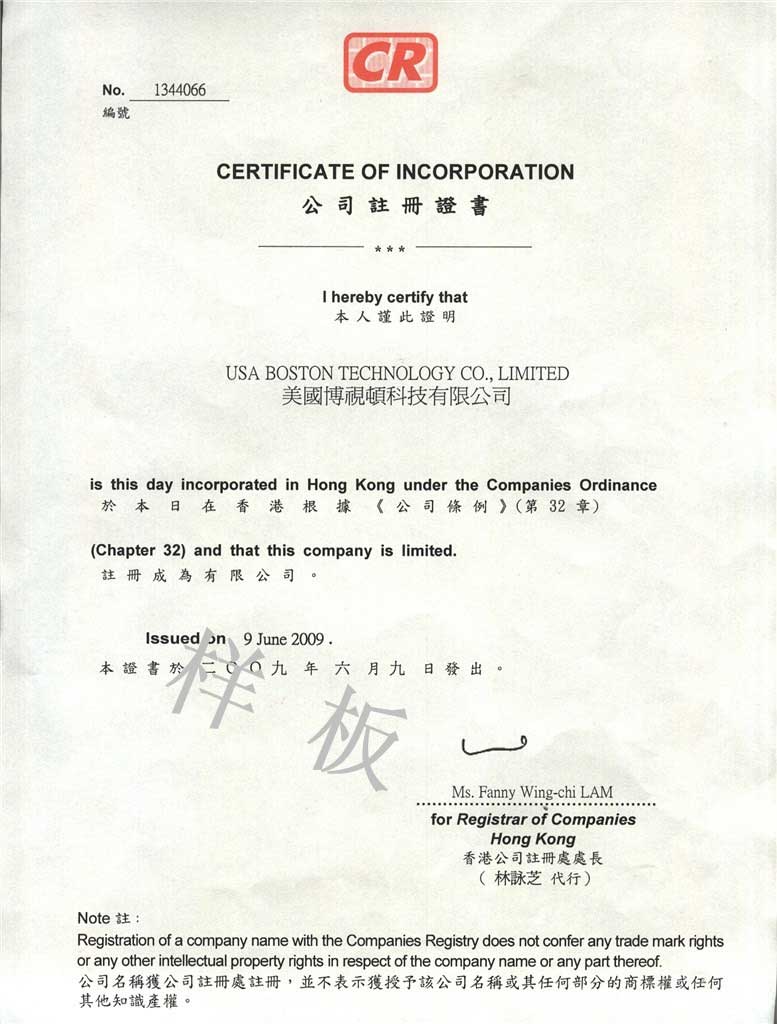 CR
No. 1344066
編號
CERTIFICATE OF INCORPORATION
公司註冊證書
***
I hereby certify that
本人謹此證明
USA BOSTON TECHNOLOGY CO., LIMITED
美國博視頓科技有限公司
is this day incorporated in Hong Kong under the Companies Ordinance
於本日在香港根據《公司條例》(第32章)
(Chapter 32) and that this company is limited.
註冊成為有限公司。
Issued on 9 June 2009.
本證書於二〇〇九年六月九日發出。
样板
Ms. Fanny Wing-chi LAM
for Registrar of Companies
Hong Kong
香港公司註冊處處長
(林詠芝 代行)
Note 註:
Registration of a company name with the Companies Registry does not confer any trade mark rights
or any other intellectual property rights in respect of the company name or any part thereof.
公司名稱獲公司註冊處註冊,並不表示獲授予該公司名稱或其任何部分的商標權或任何
其他知識產權。